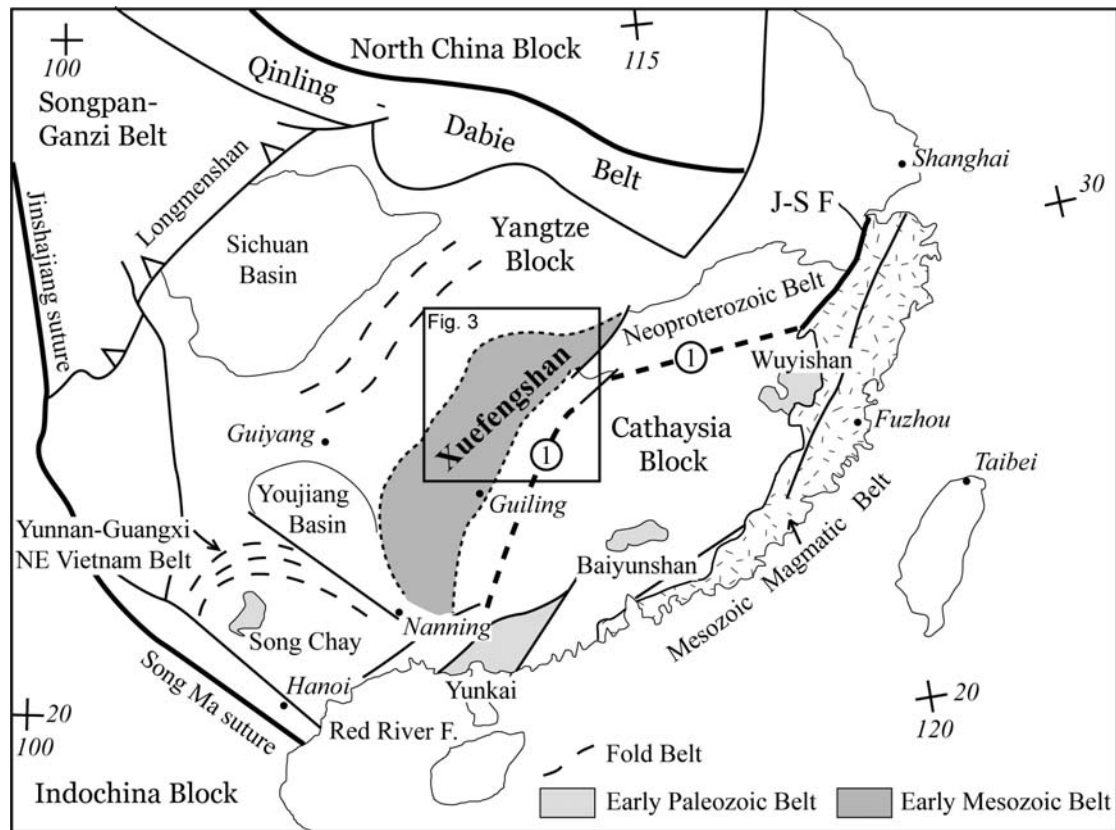 North China Block
100
115
Qinling
Songpan-
Ganzi Belt
Dabie
Belt
Shanghai
Longmenshan
J-S F
30
Jinshajiang suture
Sichuan
Basin
Yangtze
Block
Fig. 3
Neoproterozoic Belt
1
Wuyishan
Xuefengshan
Guiyang
Cathaysia
Block
Fuzhou
1
Taibei
Youjiang
Basin
Guiling
Yunnan-Guangxi
NE Vietnam Belt
Baiyunshan
Mesozoic Magmatic Belt
Nanning
Song Chay
Song Ma suture
Hanoi
Yunkai
20
100
Red River F.
20
120
Fold Belt
Indochina Block
Early Paleozoic Belt
Early Mesozoic Belt